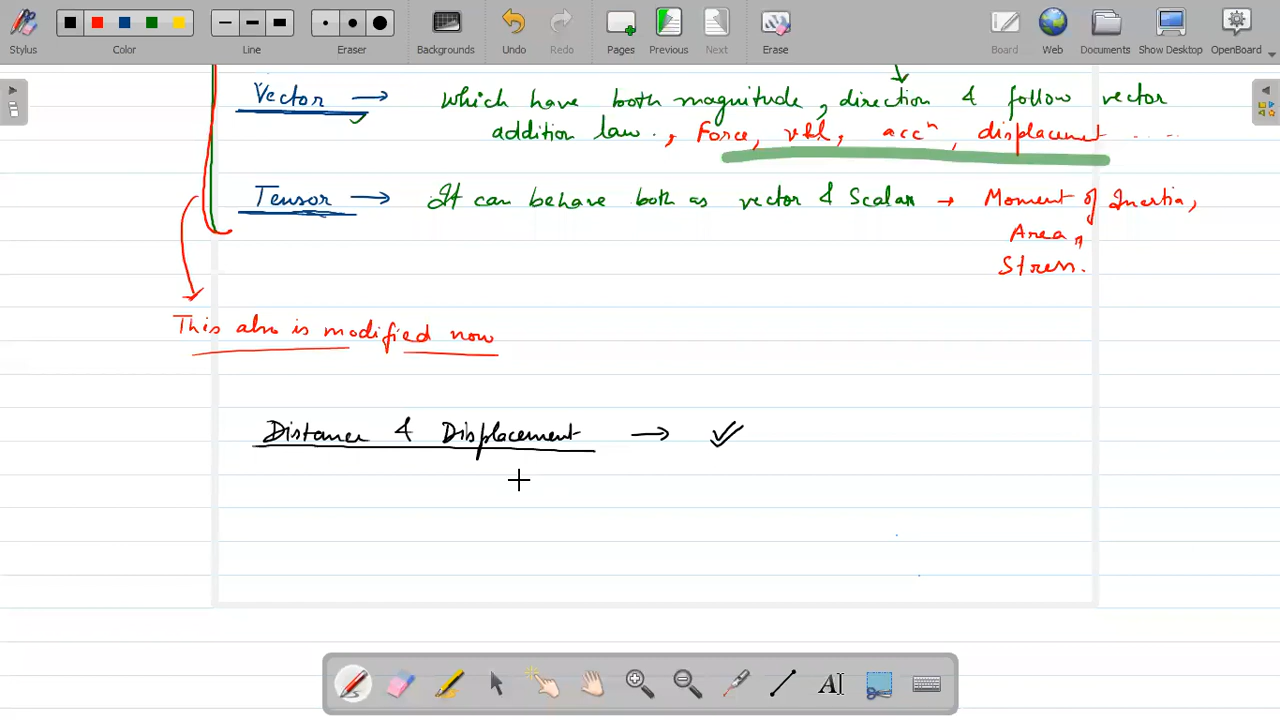 Stylus Color Line Eraser Backgrounds Undo Redo Pages Previous Next Erase Board Web Documents Show Desktop OpenBoard
Vector → which have both magnitude, direction & follow vector
addition law., Force, vel, accⁿ, displacement .....
Tensor → It can behave both as vector & Scalar → Moment of Inertia,
Area,
Stress.
This also is modified now
Distance & Displacement → ✓